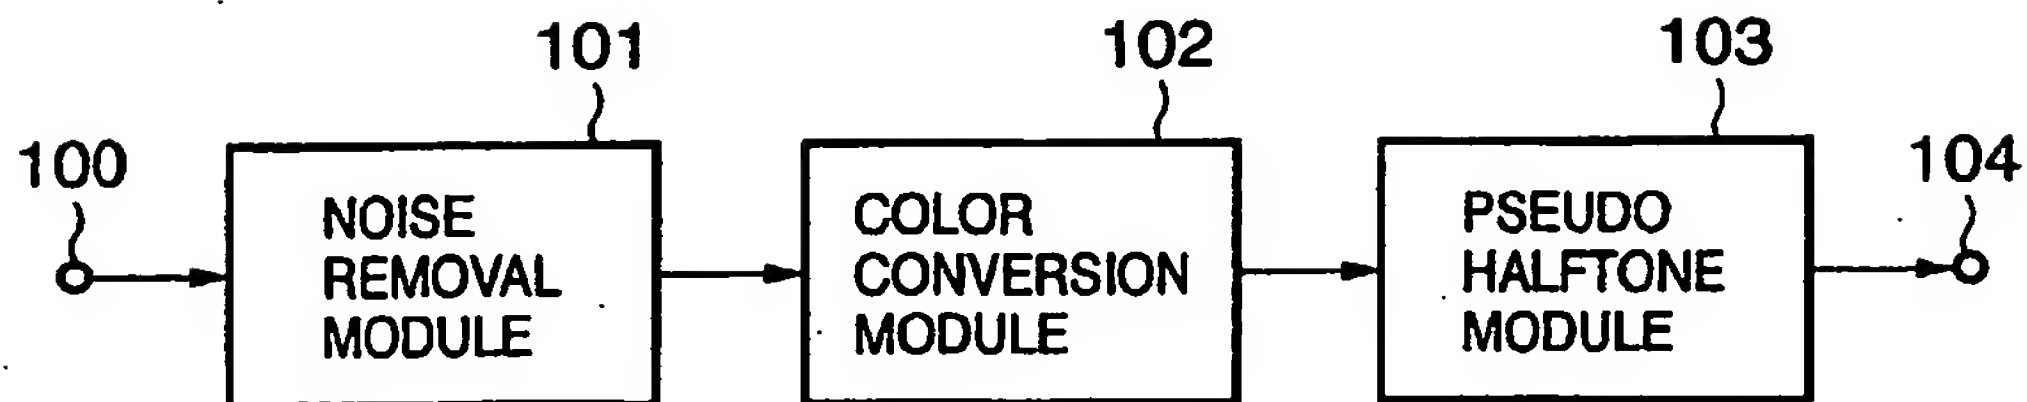 101
102
103
100
104
NOISE
REMOVAL
MODULE
COLOR
CONVERSION
MODULE
PSEUDO
HALFTONE
MODULE